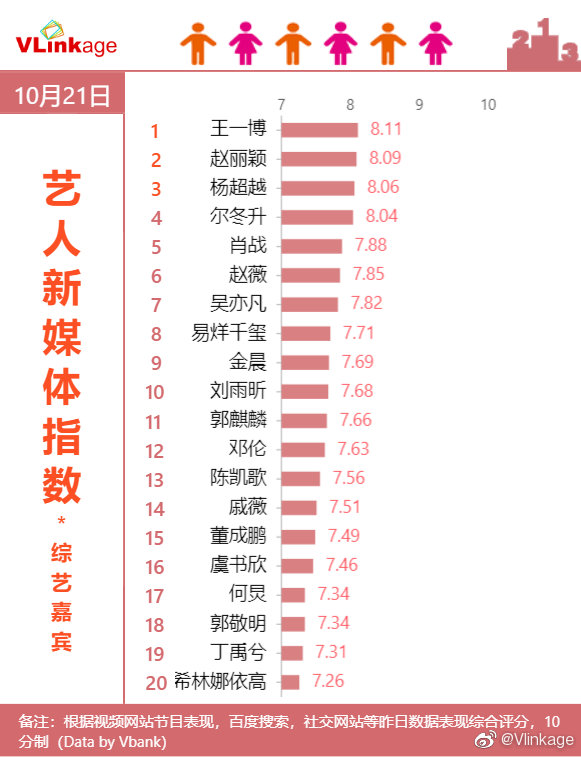 VLinkage
1
2
3
10月21日
艺人新媒体指数
*综艺嘉宾
7 8 9 10
1 王一博 8.11
2 赵丽颖 8.09
3 杨超越 8.06
4 尔冬升 8.04
5 肖战 7.88
6 赵薇 7.85
7 吴亦凡 7.82
8 易烊千玺 7.71
9 金晨 7.69
10 刘雨昕 7.68
11 郭麒麟 7.66
12 邓伦 7.63
13 陈凯歌 7.56
14 戚薇 7.51
15 董成鹏 7.49
16 虞书欣 7.46
17 何炅 7.34
18 郭敬明 7.34
19 丁禹兮 7.31
20 希林娜依高 7.26
备注：根据视频网站节目表现，百度搜索，社交网站等昨日数据表现综合评分，10
分制（Data by Vbank）
@Vlinkage